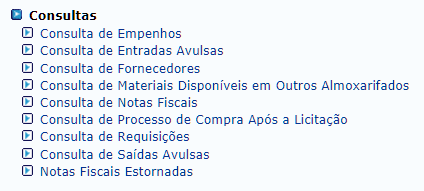 Consultas
Consulta de Empenhos
Consulta de Entradas Avulsas
Consulta de Fornecedores
Consulta de Materiais Disponíveis em Outros Almoxarifados
Consulta de Notas Fiscais
Consulta de Processo de Compra Após a Licitação
Consulta de Requisições
Consulta de Saídas Avulsas
Notas Fiscais Estornadas